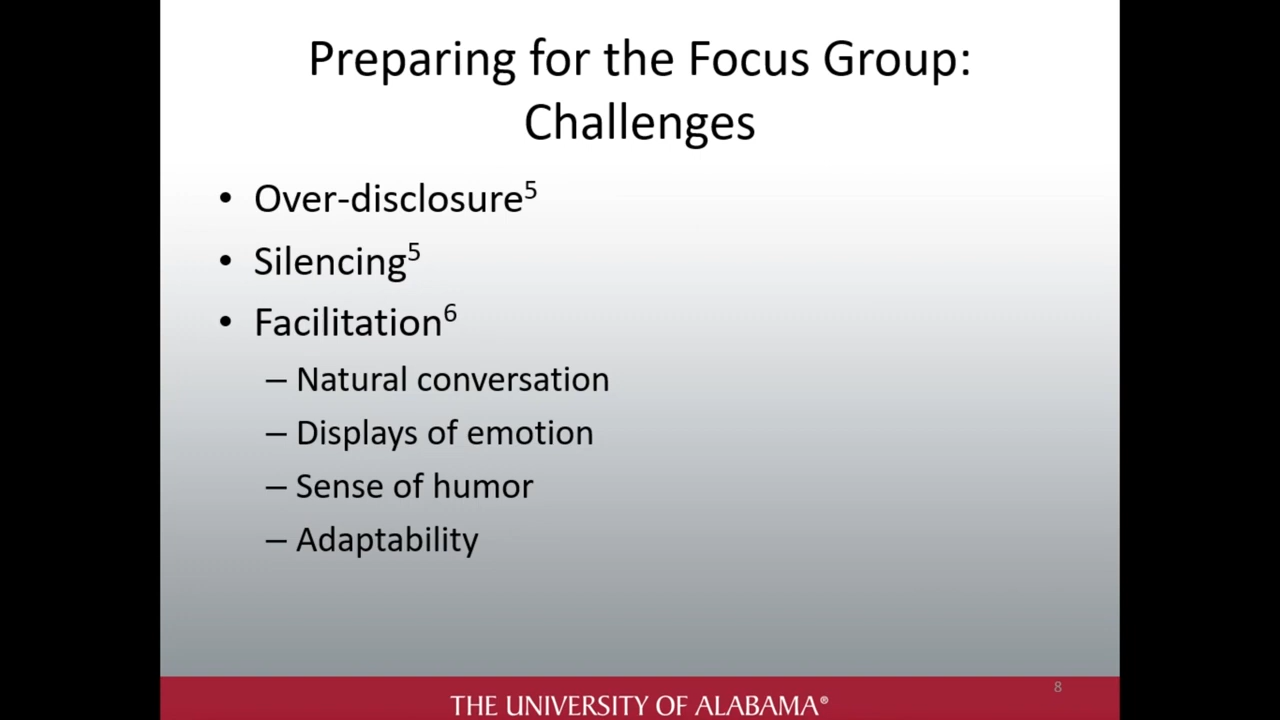 Preparing for the Focus Group:
Challenges
• Over-disclosure⁵
• Silencing⁵
• Facilitation⁶
– Natural conversation
– Displays of emotion
– Sense of humor
– Adaptability
8
THE UNIVERSITY OF ALABAMA®